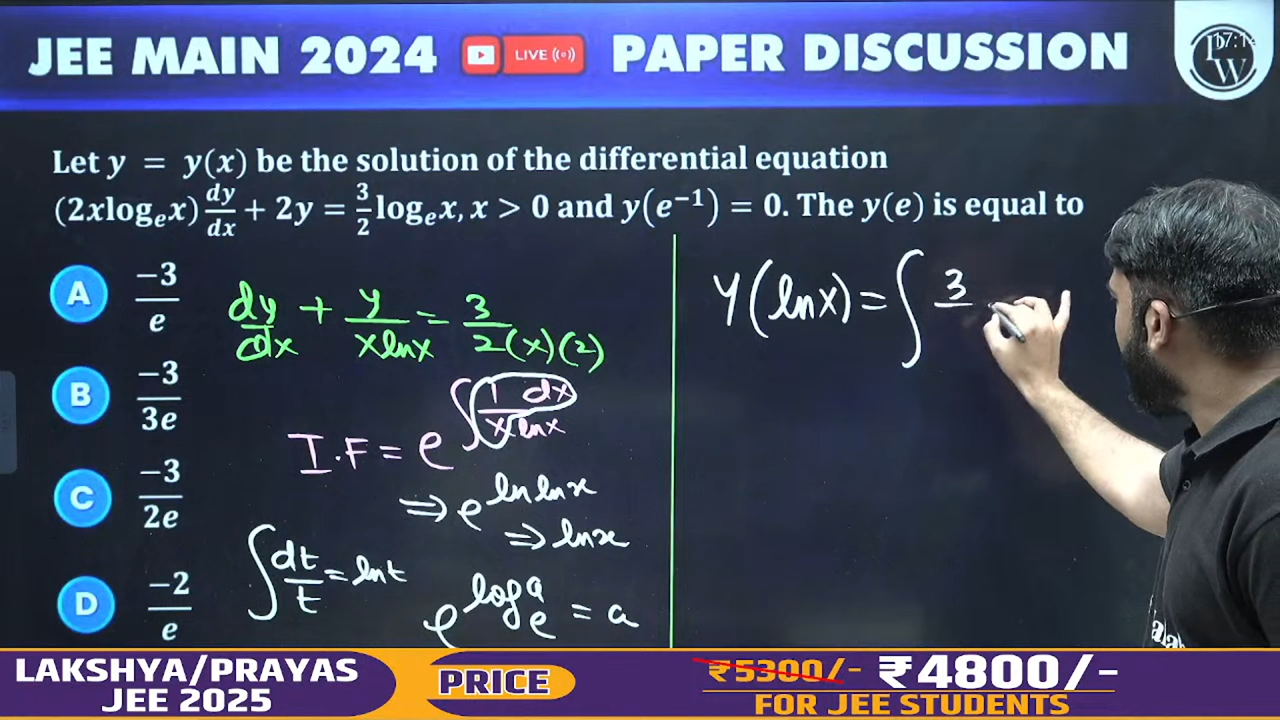 JEE MAIN 2024 LIVE PAPER DISCUSSION
Let y = y(x) be the solution of the differential equation
(2xlogₑx) dy/dx + 2y = 3/2 logₑx, x > 0 and y(e⁻¹) = 0. The y(e) is equal to
A -3/e
B -3/3e
C -3/2e
D -2/e
dy/dx + y/xlnx = 3/2(x)(2)
I.F = e^∫ 1 dx/xlnx
⇒ e^ln lnx
⇒ lnx
∫dt/t = lnt
e^logₑa = a
Y(lnx) = ∫ 3
LAKSHYA/PRAYAS
JEE 2025
PRICE
₹5300/- ₹4800/-
FOR JEE STUDENTS